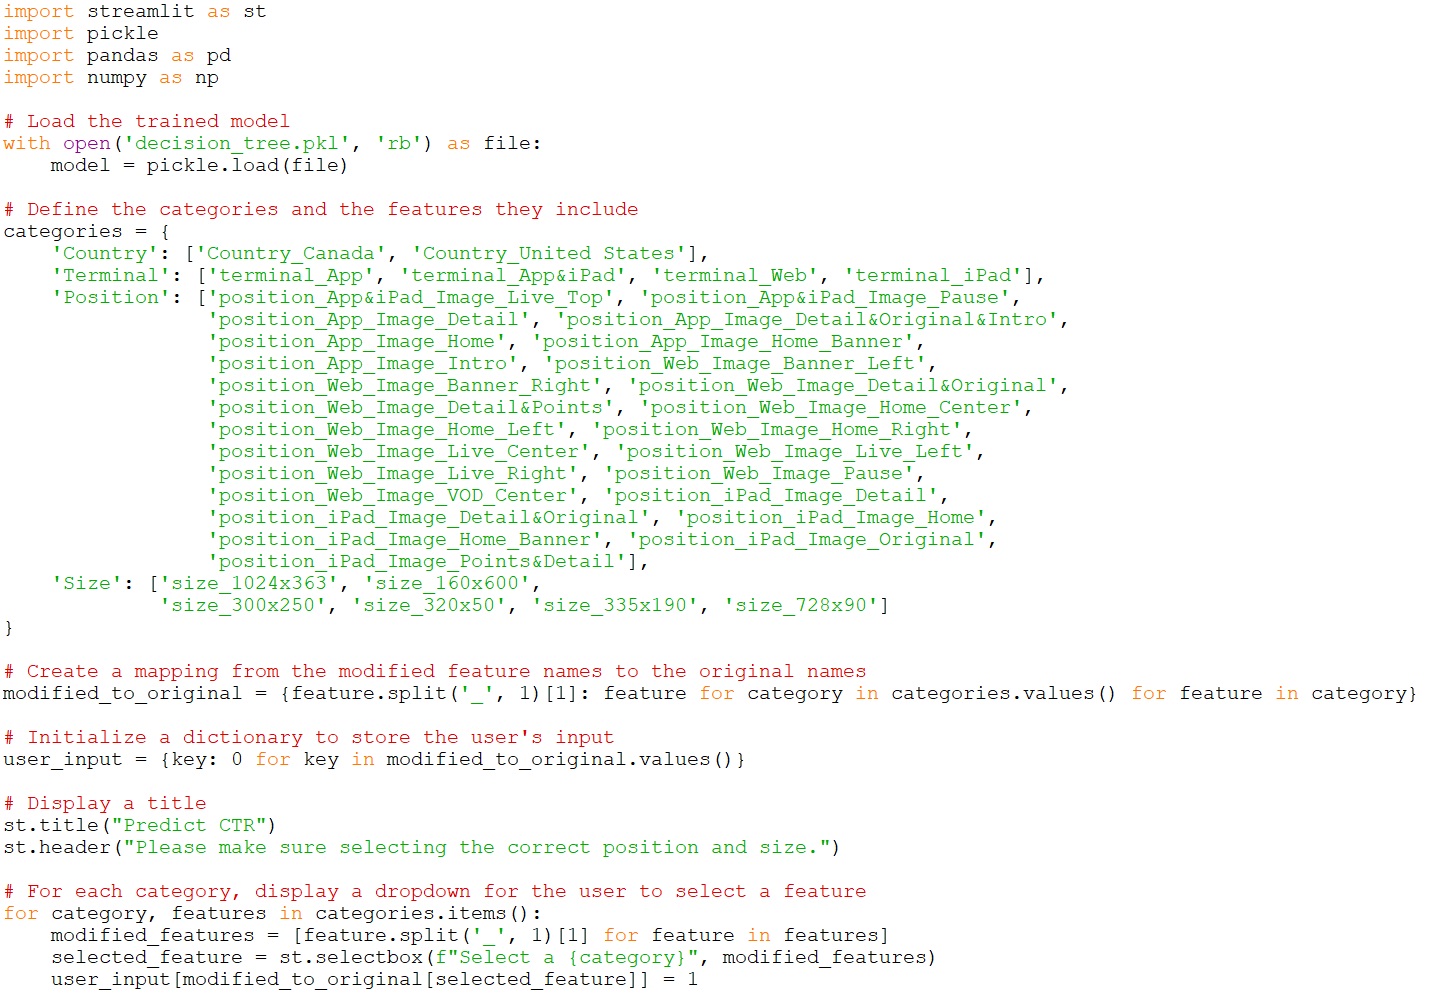 import streamlit as st
import pickle
import pandas as pd
import numpy as np

# Load the trained model
with open('decision_tree.pkl', 'rb') as file:
    model = pickle.load(file)

# Define the categories and the features they include
categories = {
    'Country': ['Country_Canada', 'Country_United States'],
    'Terminal': ['terminal_App', 'terminal_App&iPad', 'terminal_Web', 'terminal_iPad'],
    'Position': ['position_App&iPad_Image_Live_Top', 'position_App&iPad_Image_Pause',
                 'position_App_Image_Detail', 'position_App_Image_Detail&Original&Intro',
                 'position_App_Image_Home', 'position_App_Image_Home_Banner',
                 'position_App_Image_Intro', 'position_Web_Image_Banner_Left',
                 'position_Web_Image_Banner_Right', 'position_Web_Image_Detail&Original',
                 'position_Web_Image_Detail&Points', 'position_Web_Image_Home_Center',
                 'position_Web_Image_Home_Left', 'position_Web_Image_Home_Right',
                 'position_Web_Image_Live_Center', 'position_Web_Image_Live_Left',
                 'position_Web_Image_Live_Right', 'position_Web_Image_Pause',
                 'position_Web_Image_VOD_Center', 'position_iPad_Image_Detail',
                 'position_iPad_Image_Detail&Original', 'position_iPad_Image_Home',
                 'position_iPad_Image_Home_Banner', 'position_iPad_Image_Original',
                 'position_iPad_Image_Points&Detail'],
    'Size': ['size_1024x363', 'size_160x600',
             'size_300x250', 'size_320x50', 'size_335x190', 'size_728x90']
}

# Create a mapping from the modified feature names to the original names
modified_to_original = {feature.split('_', 1)[1]: feature for category in categories.values() for feature in category}

# Initialize a dictionary to store the user's input
user_input = {key: 0 for key in modified_to_original.values()}

# Display a title
st.title("Predict CTR")
st.header("Please make sure selecting the correct position and size.")

# For each category, display a dropdown for the user to select a feature
for category, features in categories.items():
    modified_features = [feature.split('_', 1)[1] for feature in features]
    selected_feature = st.selectbox(f"Select a {category}", modified_features)
    user_input[modified_to_original[selected_feature]] = 1